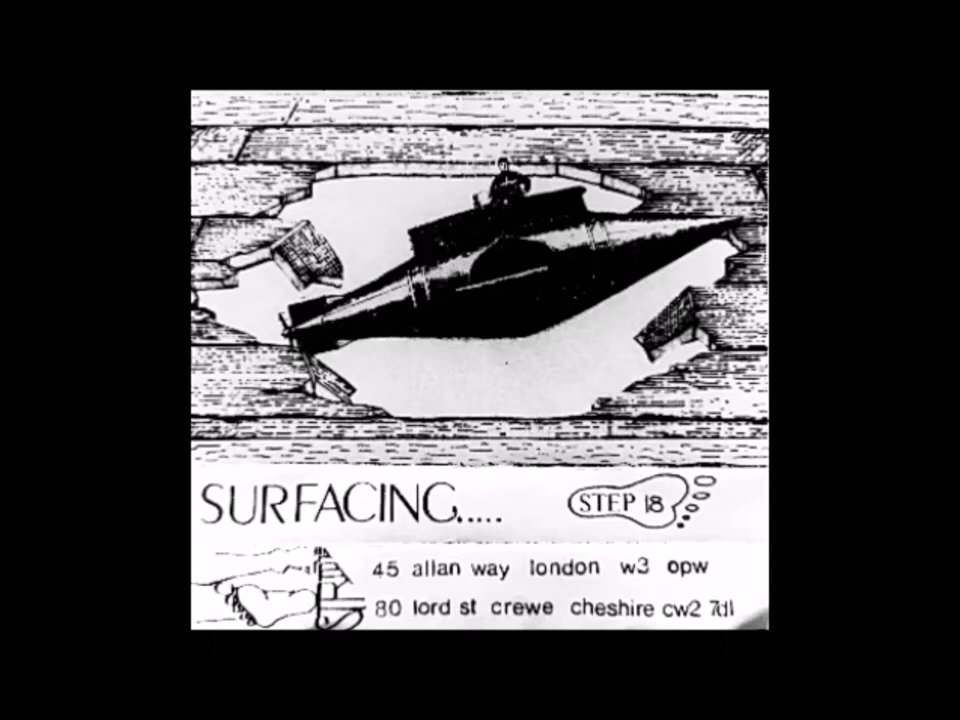 SURFACING.....
STEP 18
45 allan way london w3 opw
80 lord st crewe cheshire cw2 7dl